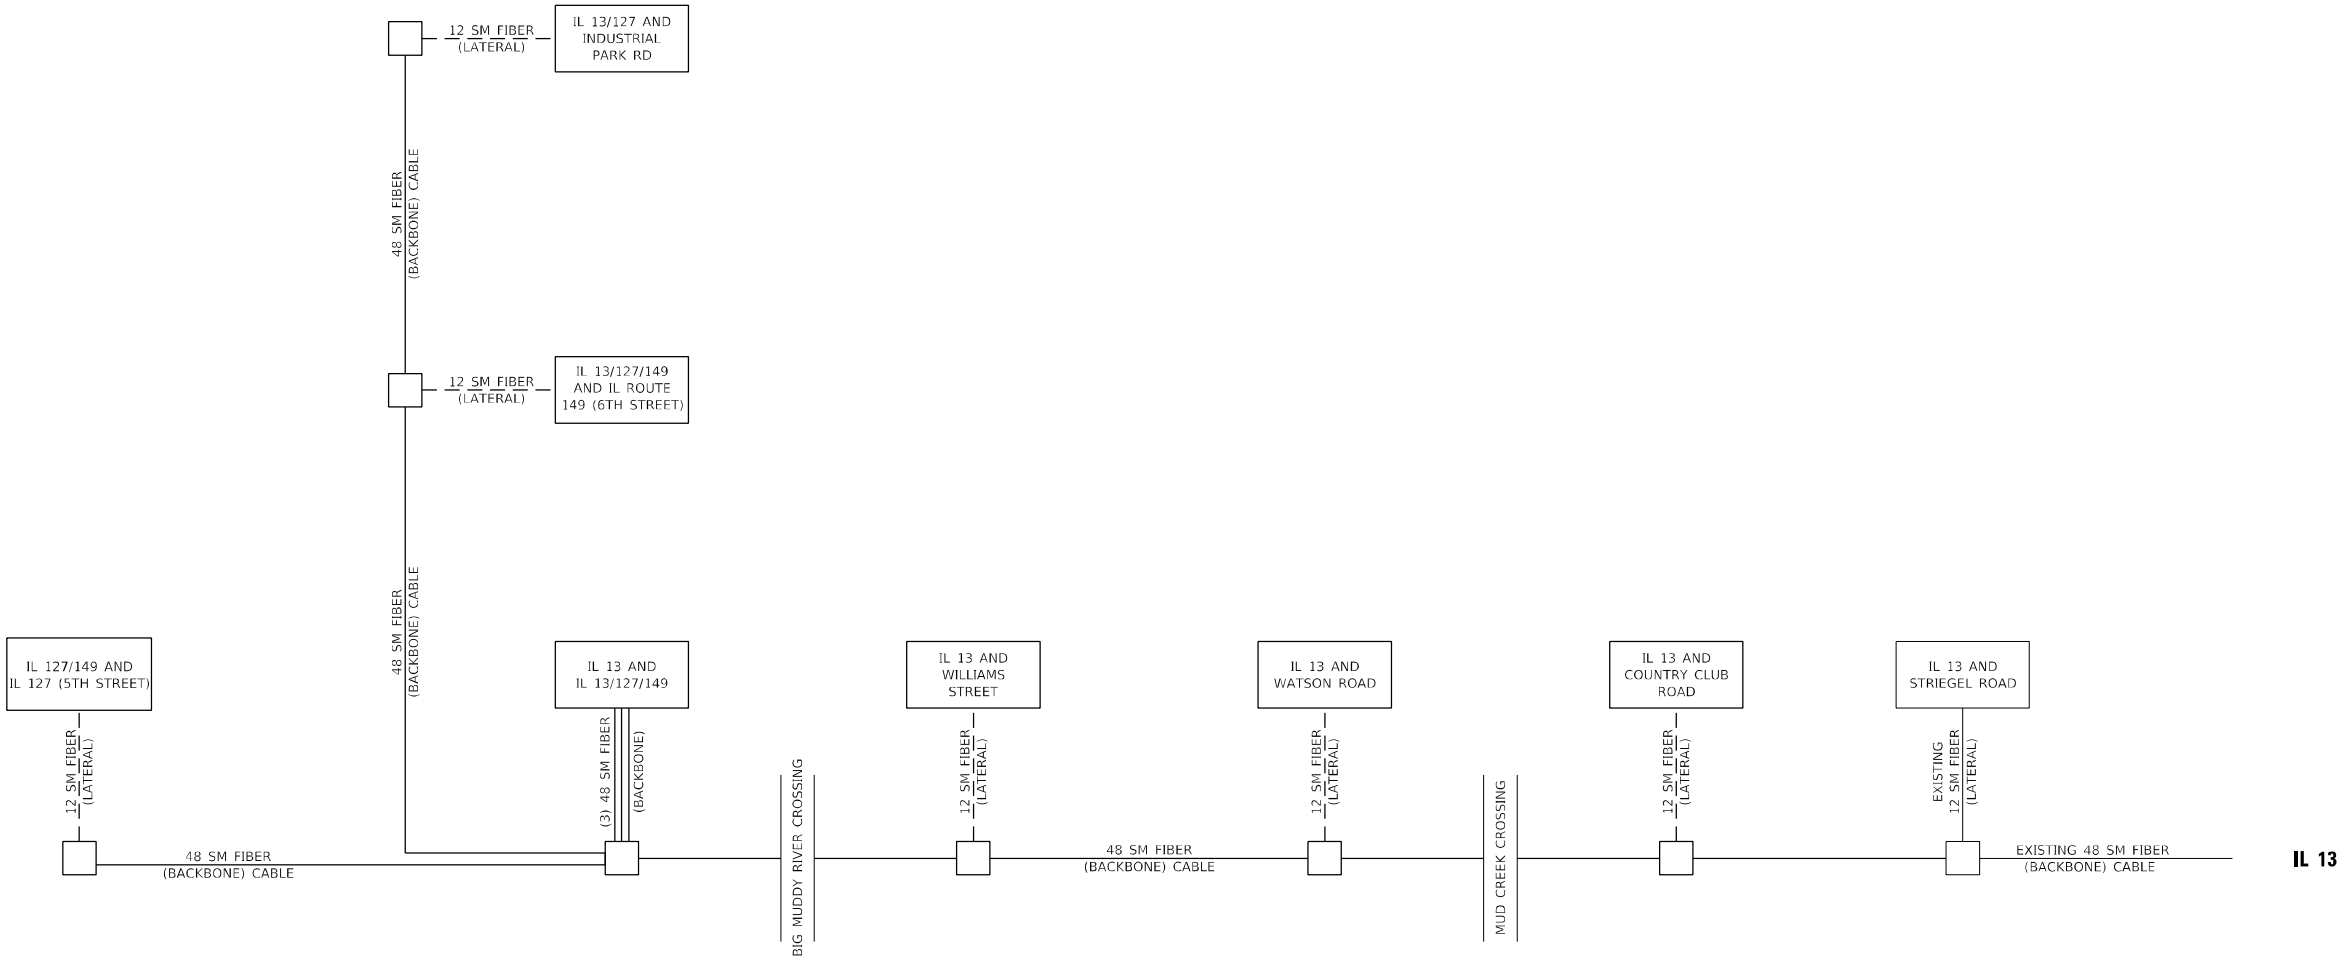 12 SM FIBER
(LATERAL)
IL 13/127 AND
INDUSTRIAL
PARK RD
48 SM FIBER
(BACKBONE) CABLE
12 SM FIBER
(LATERAL)
IL 13/127/149
AND IL ROUTE
149 (6TH STREET)
48 SM FIBER
(BACKBONE) CABLE
IL 127/149 AND
IL 127 (5TH STREET)
12 SM FIBER
(LATERAL)
48 SM FIBER
(BACKBONE) CABLE
IL 13 AND
IL 13/127/149
(3) 48 SM FIBER
(BACKBONE)
BIG MUDDY RIVER CROSSING
IL 13 AND
WILLIAMS
STREET
12 SM FIBER
(LATERAL)
48 SM FIBER
(BACKBONE) CABLE
IL 13 AND
WATSON ROAD
12 SM FIBER
(LATERAL)
MUD CREEK CROSSING
IL 13 AND
COUNTRY CLUB
ROAD
12 SM FIBER
(LATERAL)
IL 13 AND
STRIEGEL ROAD
EXISTING
12 SM FIBER
(LATERAL)
EXISTING 48 SM FIBER
(BACKBONE) CABLE
IL 13